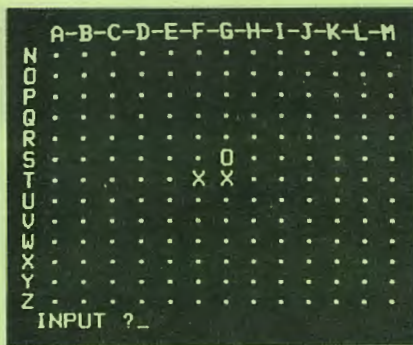 A-B-C-D-E-F-G-H-I-J-K-L-M
N . . . . . . . . . . . . .
O . . . . . . . . . . . . .
P . . . . . . . . . . . . .
Q . . . . . . . . . . . . .
R . . . . . . . . . . . . .
S . . . . . . O . . . . . .
T . . . . . X X . . . . . .
U . . . . . . . . . . . . .
V . . . . . . . . . . . . .
W . . . . . . . . . . . . .
X . . . . . . . . . . . . .
Y . . . . . . . . . . . . .
Z . . . . . . . . . . . . .
INPUT ?_